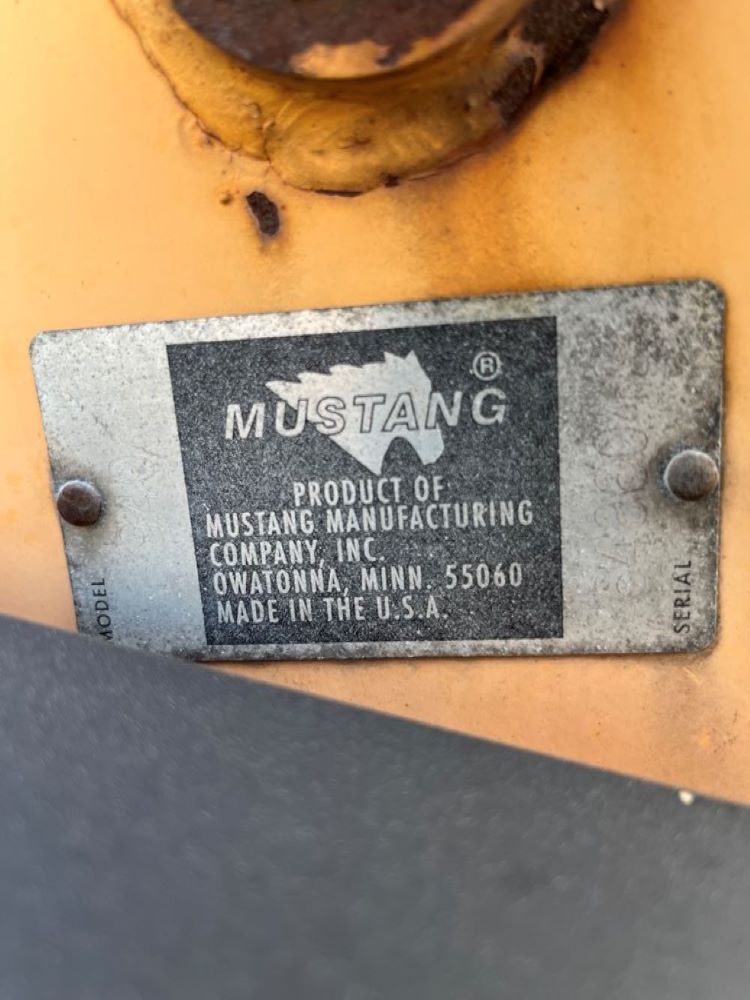 MUSTANG ®
PRODUCT OF
MUSTANG MANUFACTURING
COMPANY, INC.
OWATONNA, MINN. 55060
MADE IN THE U.S.A.
MODEL
SERIAL